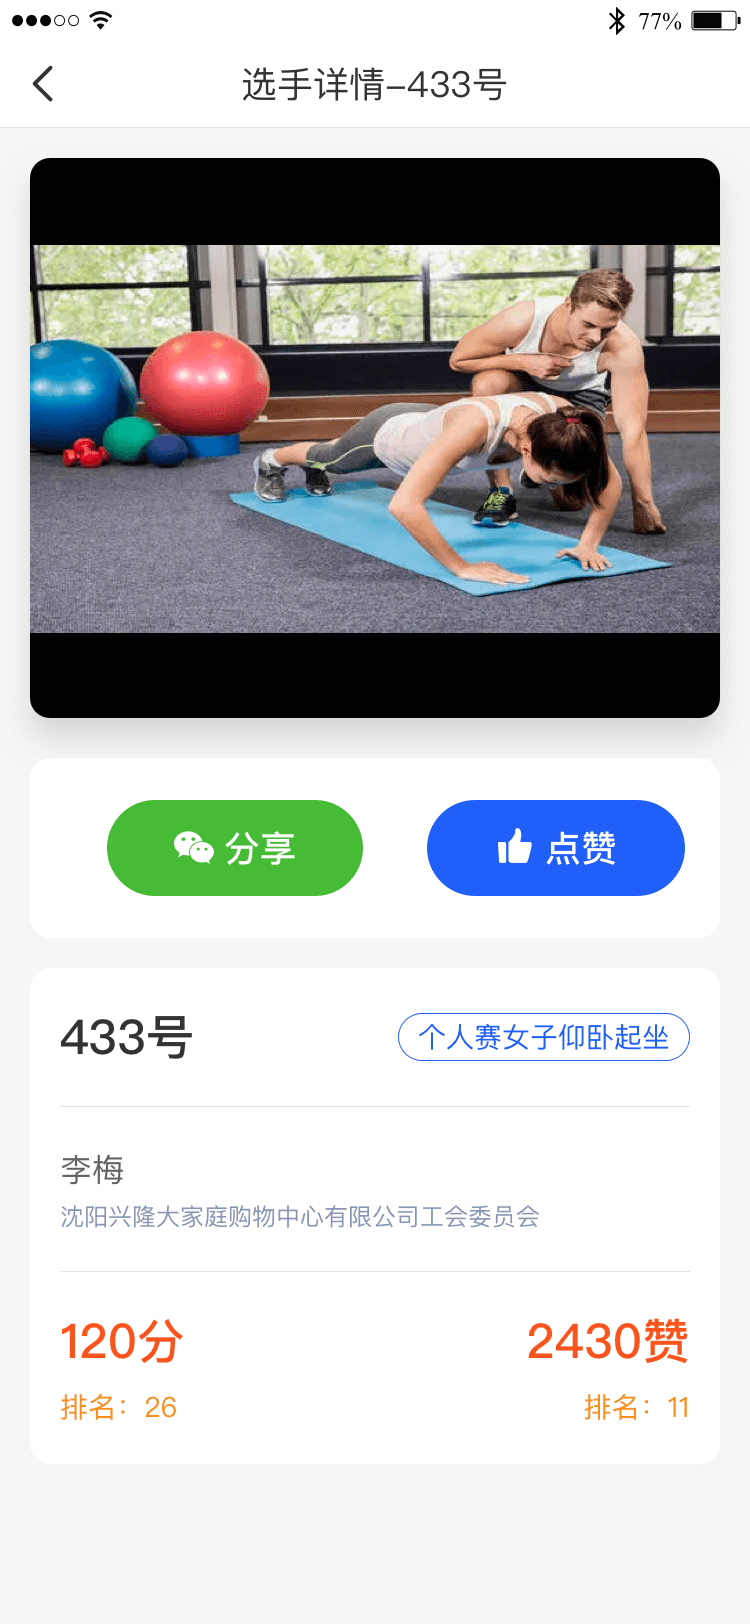 77%
选手详情–433号
分享
点赞
433号
个人赛女子仰卧起坐
李梅
沈阳兴隆大家庭购物中心有限公司工会委员会
120分
2430赞
排名：26
排名：11